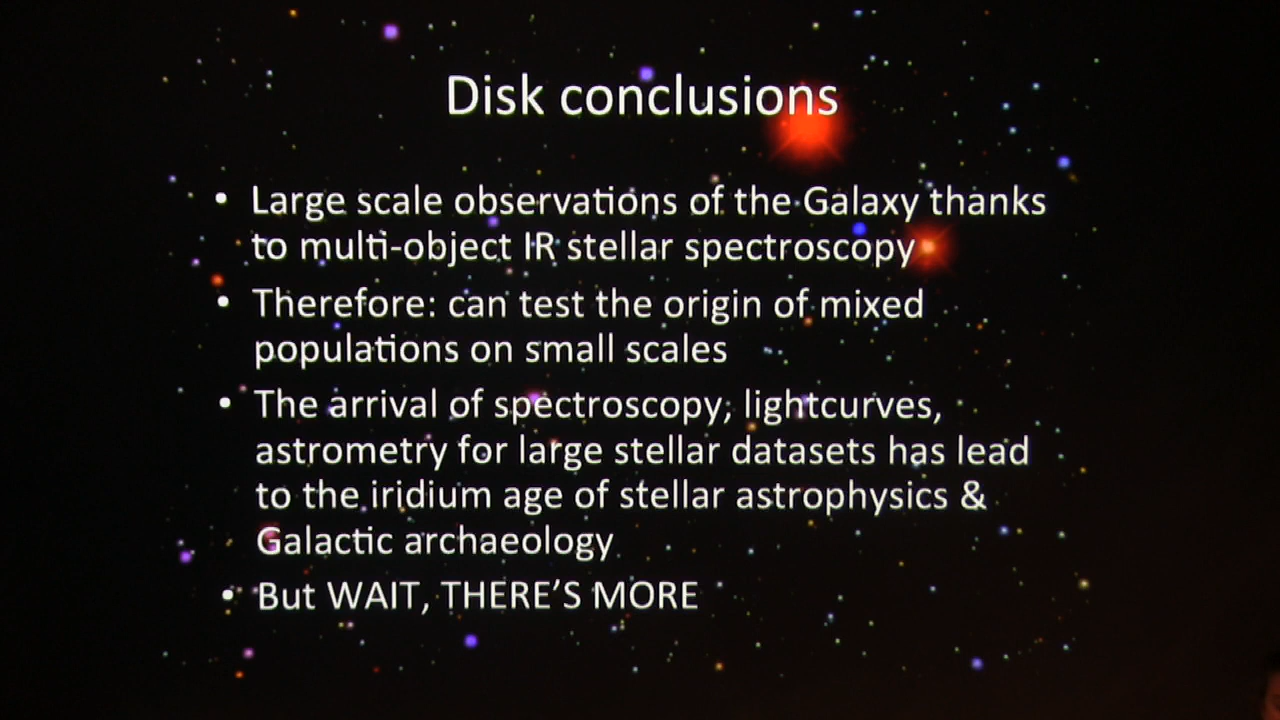 Disk conclusions
• Large scale observations of the Galaxy thanks
to multi-object IR stellar spectroscopy
• Therefore: can test the origin of mixed
populations on small scales
• The arrival of spectroscopy, lightcurves,
astrometry for large stellar datasets has lead
to the iridium age of stellar astrophysics &
Galactic archaeology
• But WAIT, THERE'S MORE